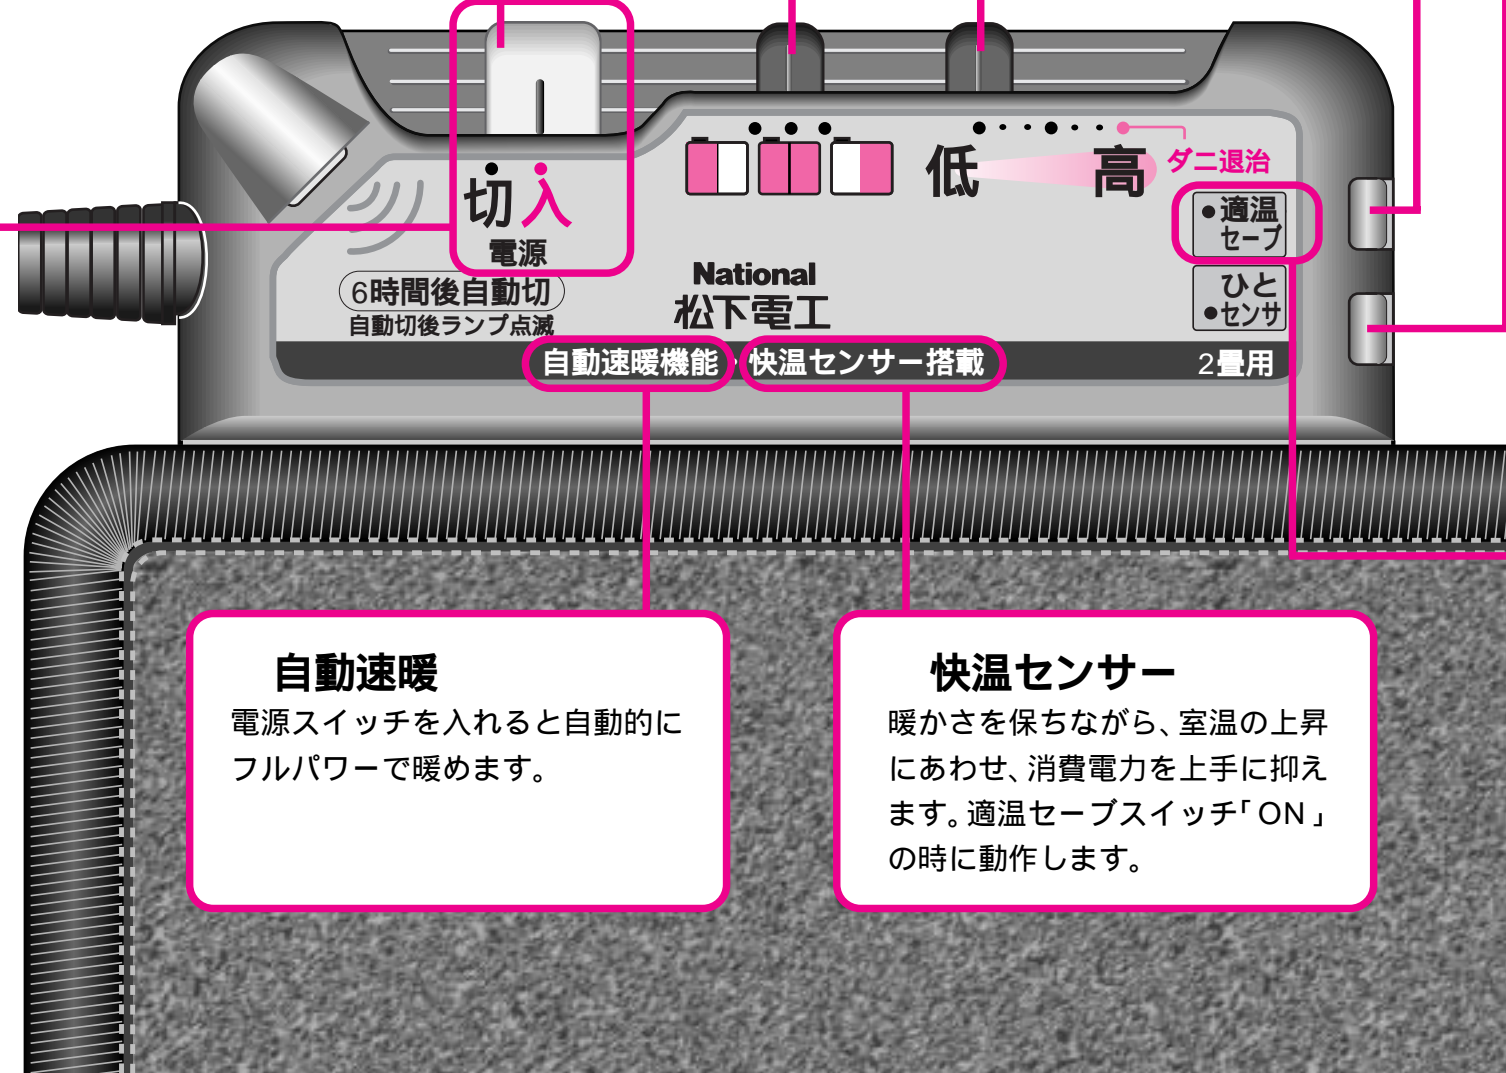 低 高
ダニ退治
切 入
電源
6時間後自動切
自動切後ランプ点滅
National
松下電工
●適温
セーブ
ひと
●センサ
自動速暖機能・快温センサー搭載
2畳用
自動速暖
電源スイッチを入れると自動的に
フルパワーで暖めます。
快温センサー
暖かさを保ちながら、室温の上昇
にあわせ、消費電力を上手に抑え
ます。適温セーブスイッチ「ON」
の時に動作します。